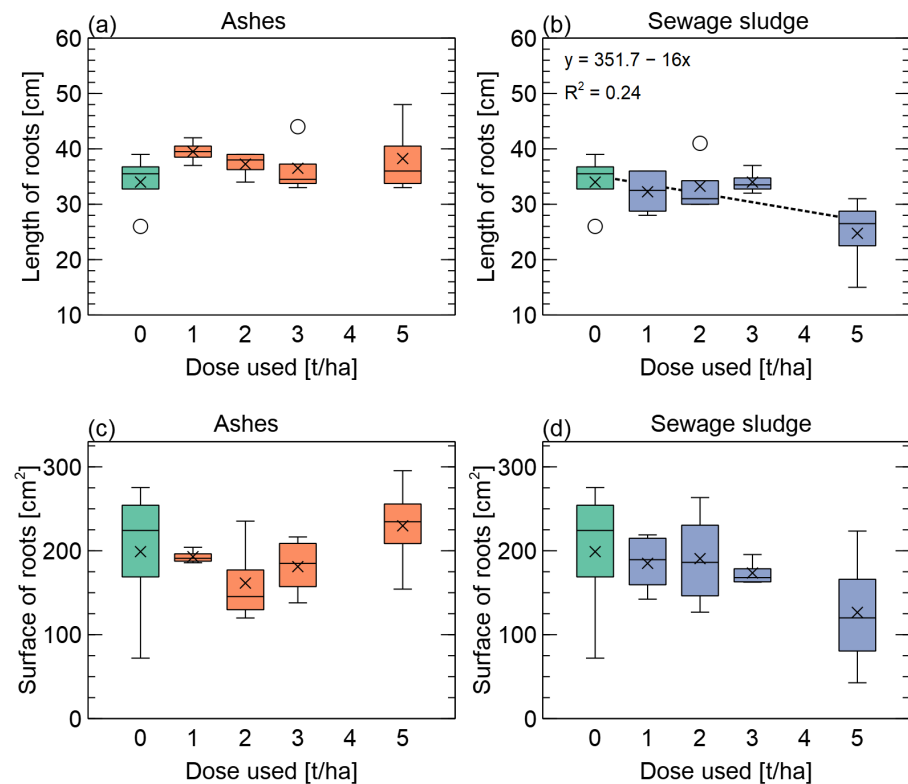 (a) Ashes
60
50
40
30
20
10
Length of roots [cm]
0 1 2 3 4 5
Dose used [t/ha]
(b) Sewage sludge
y = 351.7 − 16x
R² = 0.24
60
50
40
30
20
10
Length of roots [cm]
0 1 2 3 4 5
Dose used [t/ha]
(c) Ashes
300
200
100
0
Surface of roots [cm²]
0 1 2 3 4 5
Dose used [t/ha]
(d) Sewage sludge
300
200
100
0
Surface of roots [cm²]
0 1 2 3 4 5
Dose used [t/ha]